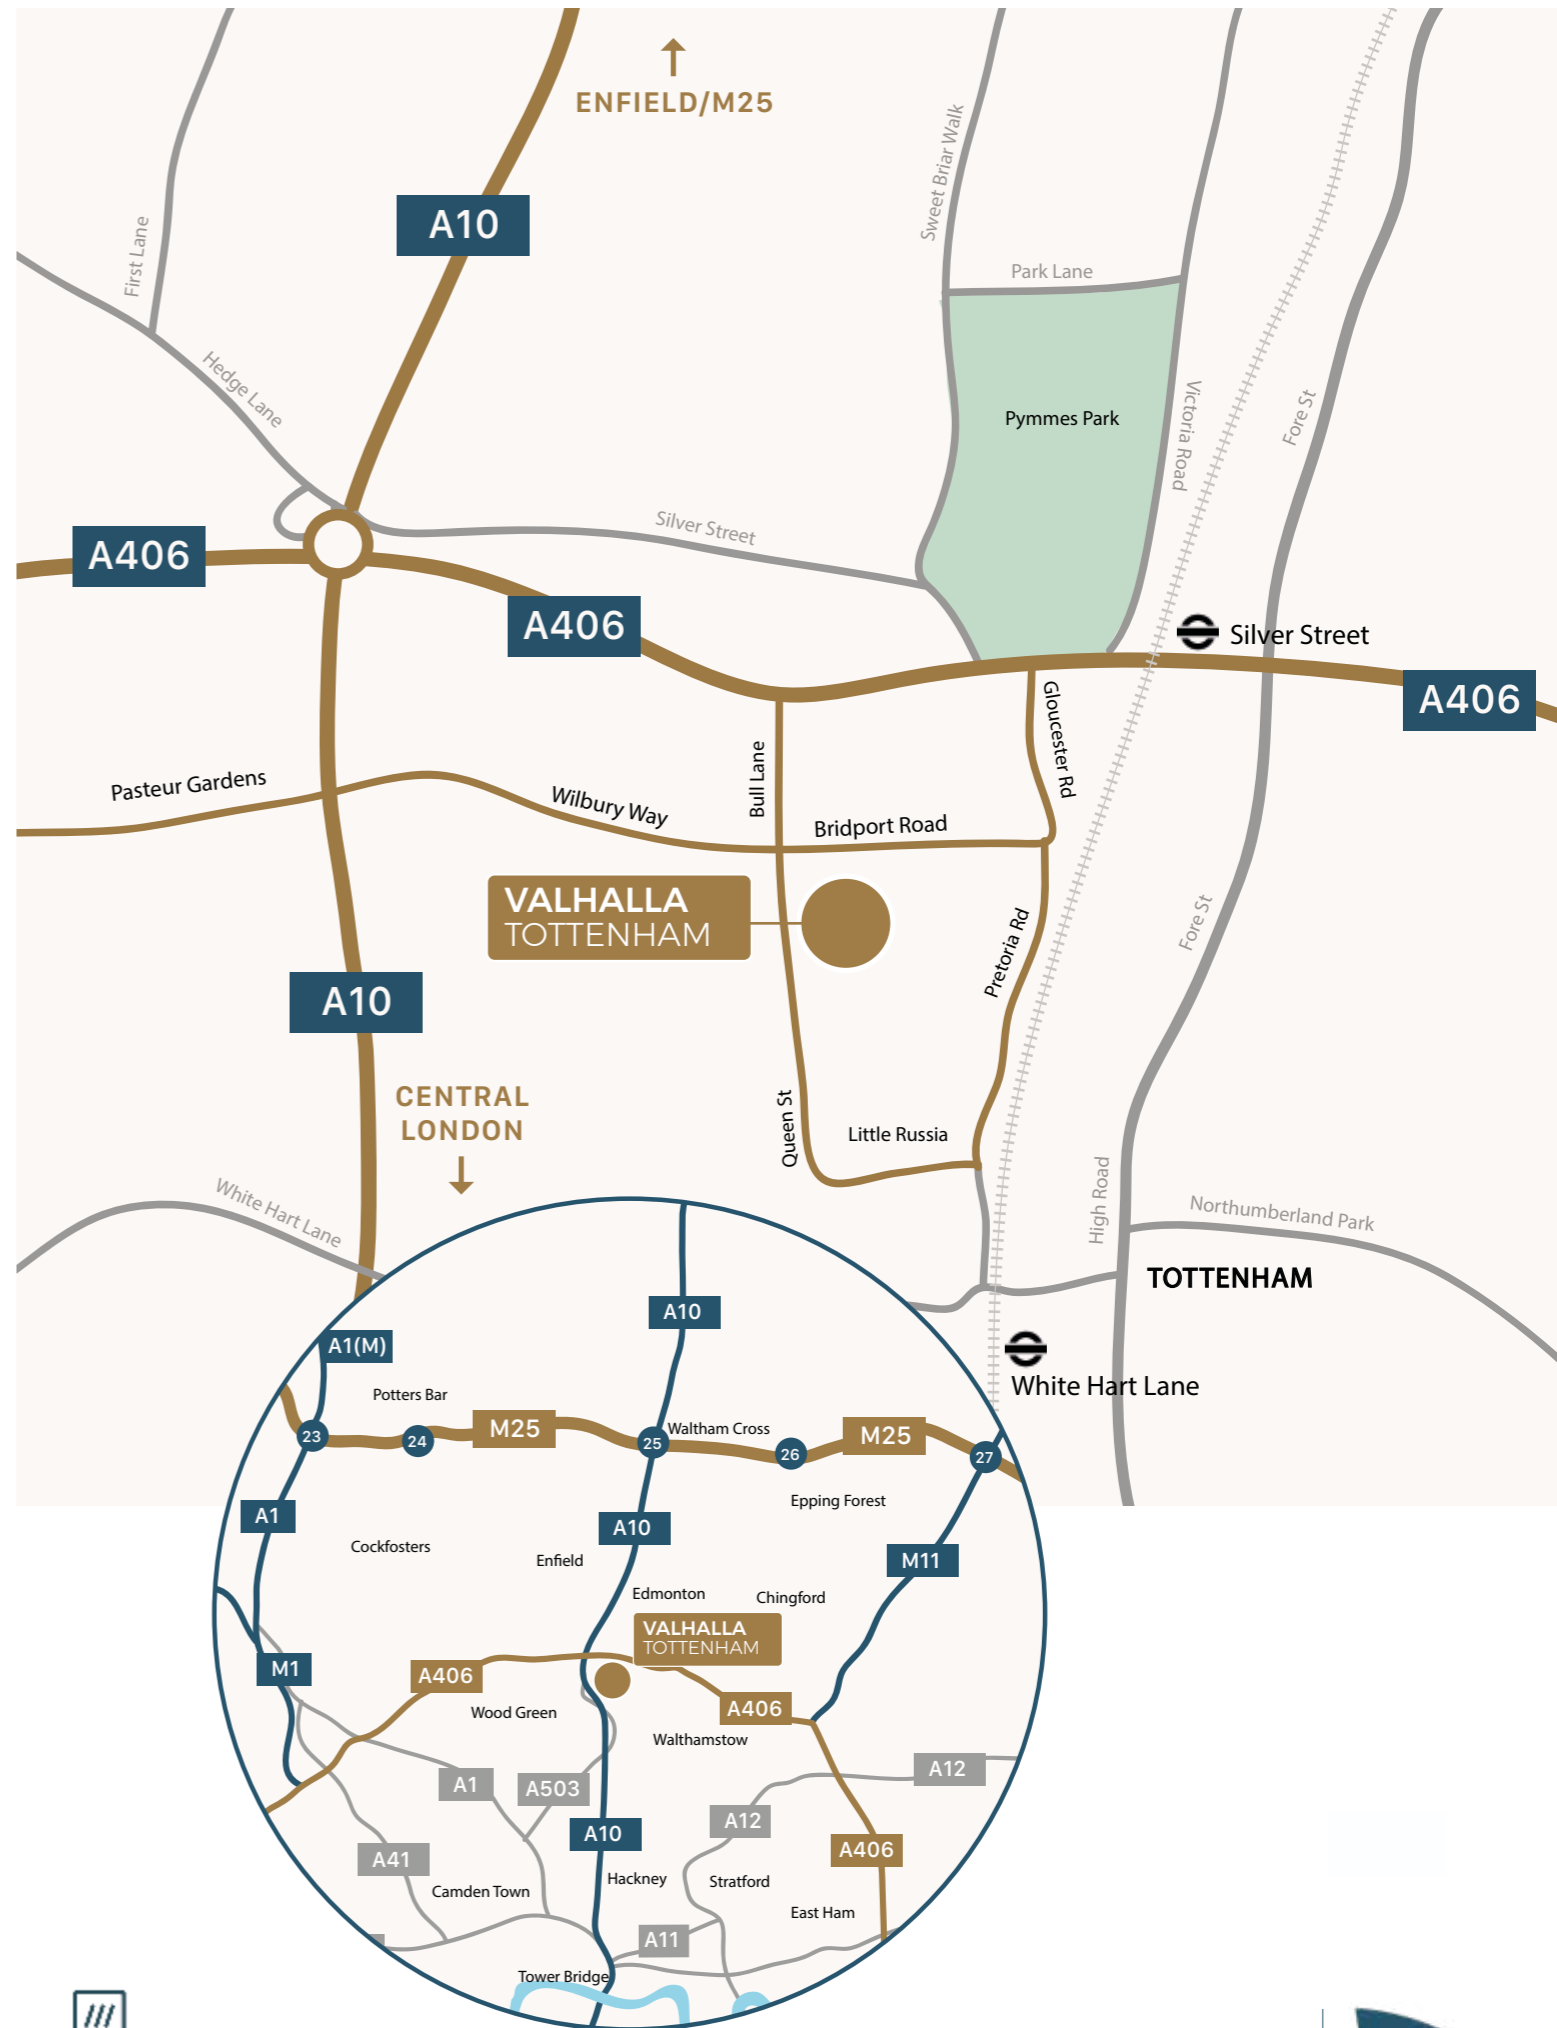 ENFIELD/M25
Sweet Briar Walk
A10
First Lane
Park Lane
Hedge Lane
Pymmes Park
Victoria Road
Fore St
Silver Street
A406
A406
Silver Street
A406
Gloucester Rd
Pasteur Gardens
Wilbury Way
Bull Lane
Bridport Road
VALHALLA
TOTTENHAM
Pretoria Rd
Fore St
A10
CENTRAL
LONDON
Queen St
Little Russia
White Hart Lane
High Road
Northumberland Park
TOTTENHAM
White Hart Lane
A10
A1(M)
Potters Bar
M25
Waltham Cross
M25
23
24
25
26
27
Epping Forest
A1
A10
Cockfosters
Enfield
M11
Edmonton
Chingford
VALHALLA
TOTTENHAM
M1
A406
Wood Green
A406
Walthamstow
A12
A1
A503
A12
A10
A406
A41
Hackney
Stratford
Camden Town
East Ham
A11
Tower Bridge